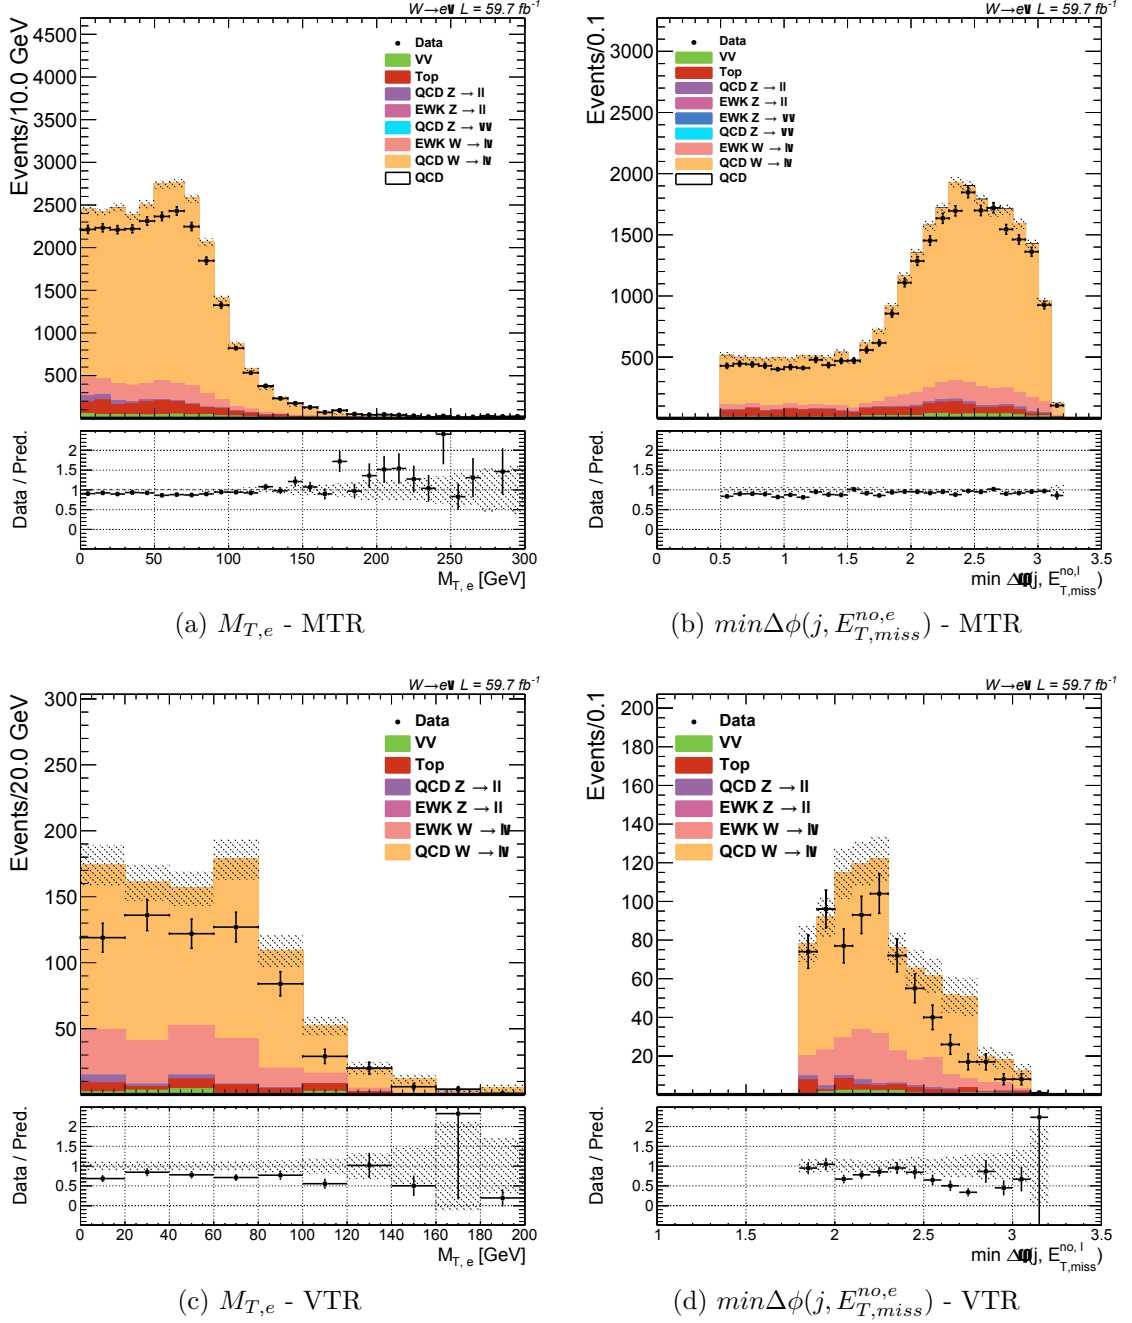 W→eν L = 59.7 fb⁻¹
Events/10.0 GeV
4500
4000
3500
3000
2500
2000
1500
1000
500
Data
VV
Top
QCD Z → ll
EWK Z → ll
QCD Z → νν
EWK W → lν
QCD W → lν
QCD
Data / Pred.
2
1.5
1
0.5
0
0 50 100 150 200 250 300
M_{T, e} [GeV]
(a) M_{T,e} - MTR
W→eν L = 59.7 fb⁻¹
Events/0.1
3000
2500
2000
1500
1000
500
Data
VV
Top
QCD Z → ll
EWK Z → ll
EWK Z → νν
QCD Z → νν
EWK W → lν
QCD W → lν
QCD
Data / Pred.
2
1.5
1
0.5
0
0 0.5 1 1.5 2 2.5 3 3.5
min Δφ(j, E_{T,miss}^{no,l})
(b) minΔϕ(j, E_{T,miss}^{no,e}) - MTR
W→eν L = 59.7 fb⁻¹
Events/20.0 GeV
300
250
200
150
100
50
Data
VV
Top
QCD Z → ll
EWK Z → ll
EWK W → lν
QCD W → lν
Data / Pred.
2
1.5
1
0.5
0
0 20 40 60 80 100 120 140 160 180 200
M_{T, e} [GeV]
(c) M_{T,e} - VTR
W→eν L = 59.7 fb⁻¹
Events/0.1
200
180
160
140
120
100
80
60
40
20
Data
VV
Top
QCD Z → ll
EWK Z → ll
EWK W → lν
QCD W → lν
Data / Pred.
2
1.5
1
0.5
0
1 1.5 2 2.5 3 3.5
min Δφ(j, E_{T,miss}^{no, l})
(d) minΔϕ(j, E_{T,miss}^{no,e}) - VTR